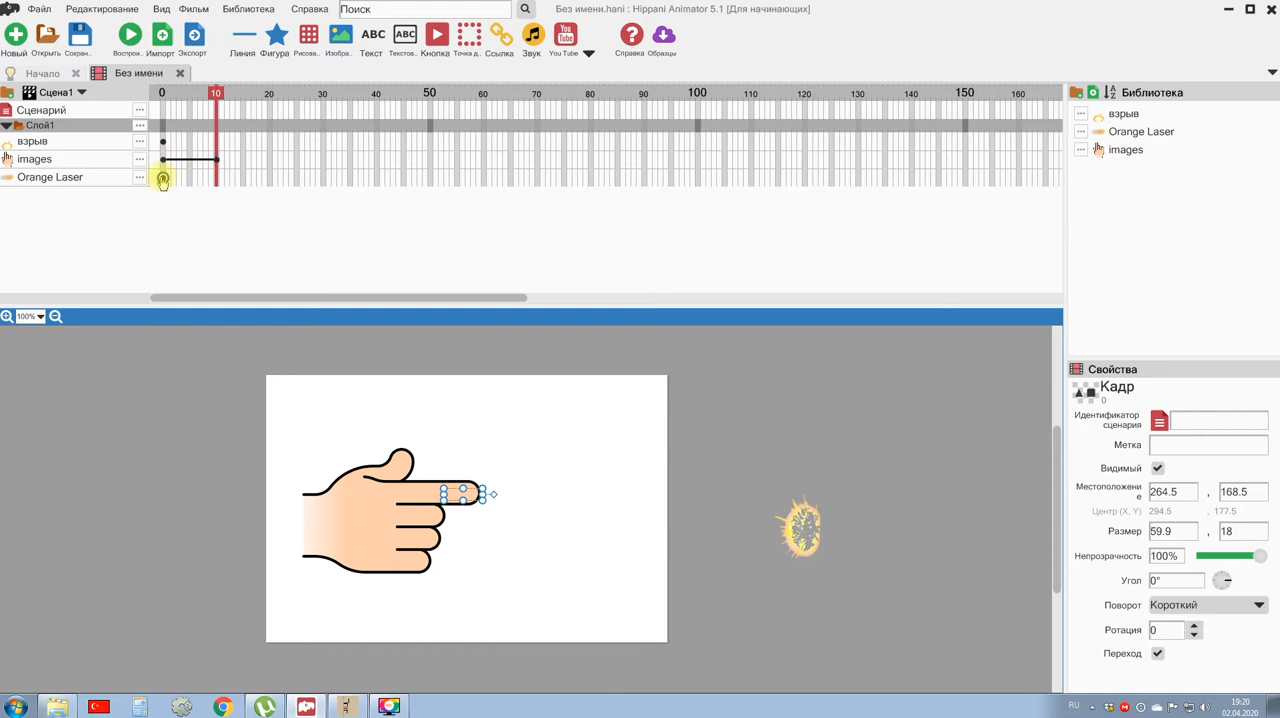 Файл Редактирование Вид Фильм Библиотека Справка Поиск Без имени.hani : Hippani Animator 5.1 [Для начинающих]
Новый Открыть Сохран.. Воспро.. Импорт Экспорт Линия Фигура Рисова.. Изобра.. ABC Текст ABC Текстов.. Кнопка Точка д.. Ссылка Звук You Tube YouTube Справка Образцы
Начало Без имени
Сцена1 0 10 20 30 40 50 60 70 80 90 100 110 120 130 140 150 160
Сценарий
Слой1
взрыв
images
Orange Laser
Библиотека
взрыв
Orange Laser
images
100%
Свойства
Кадр
0
Идентификатор сценария
Метка
Видимый
Местоположени
е
264.5 , 168.5
Центр (X, Y) 294.5 , 177.5
Размер 59.9 , 18
Непрозрачность 100%
Угол 0°
Поворот Короткий
Ротация 0
Переход
RU 19:20
02.04.2020